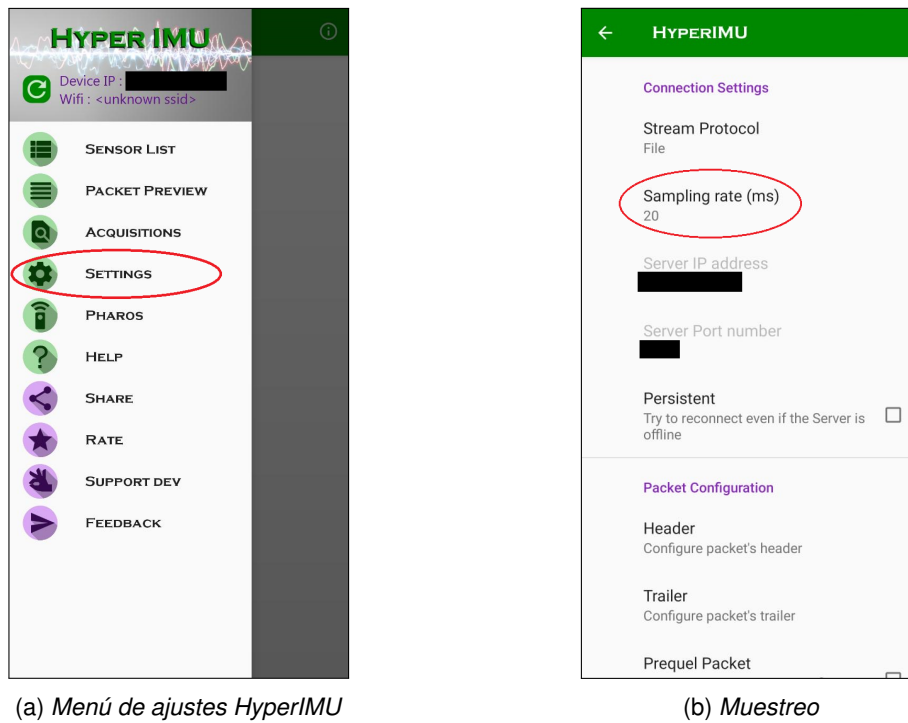 HYPER IMU
Device IP :
Wifi : <unknown ssid>
SENSOR LIST
PACKET PREVIEW
ACQUISITIONS
SETTINGS
PHAROS
HELP
SHARE
RATE
SUPPORT DEV
FEEDBACK
(a) Menú de ajustes HyperIMU
HYPERIMU
Connection Settings
Stream Protocol
File
Sampling rate (ms)
20
Server IP address
Server Port number
Persistent
Try to reconnect even if the Server is
offline
Packet Configuration
Header
Configure packet's header
Trailer
Configure packet's trailer
Prequel Packet
(b) Muestreo